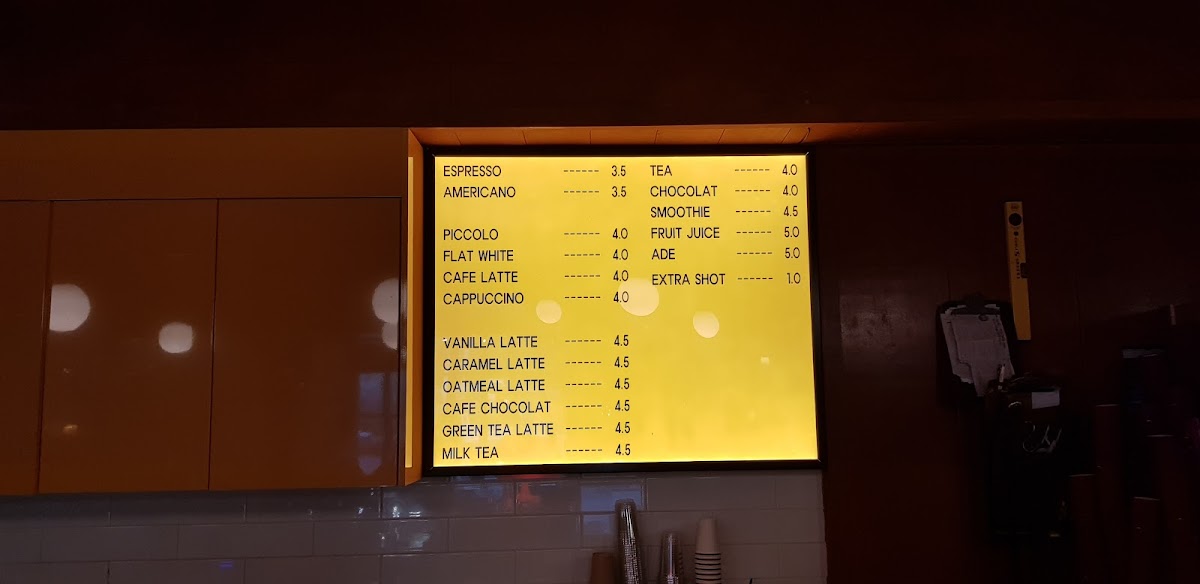 ESPRESSO ------ 3.5
AMERICANO ------ 3.5
PICCOLO ------ 4.0
FLAT WHITE ------ 4.0
CAFE LATTE ------ 4.0
CAPPUCCINO ------ 4.0
VANILLA LATTE ------ 4.5
CARAMEL LATTE ------ 4.5
OATMEAL LATTE ------ 4.5
CAFE CHOCOLAT ------ 4.5
GREEN TEA LATTE ------ 4.5
MILK TEA ------ 4.5
TEA ------ 4.0
CHOCOLAT ------ 4.0
SMOOTHIE ------ 4.5
FRUIT JUICE ------ 5.0
ADE ------ 5.0
EXTRA SHOT ------ 1.0